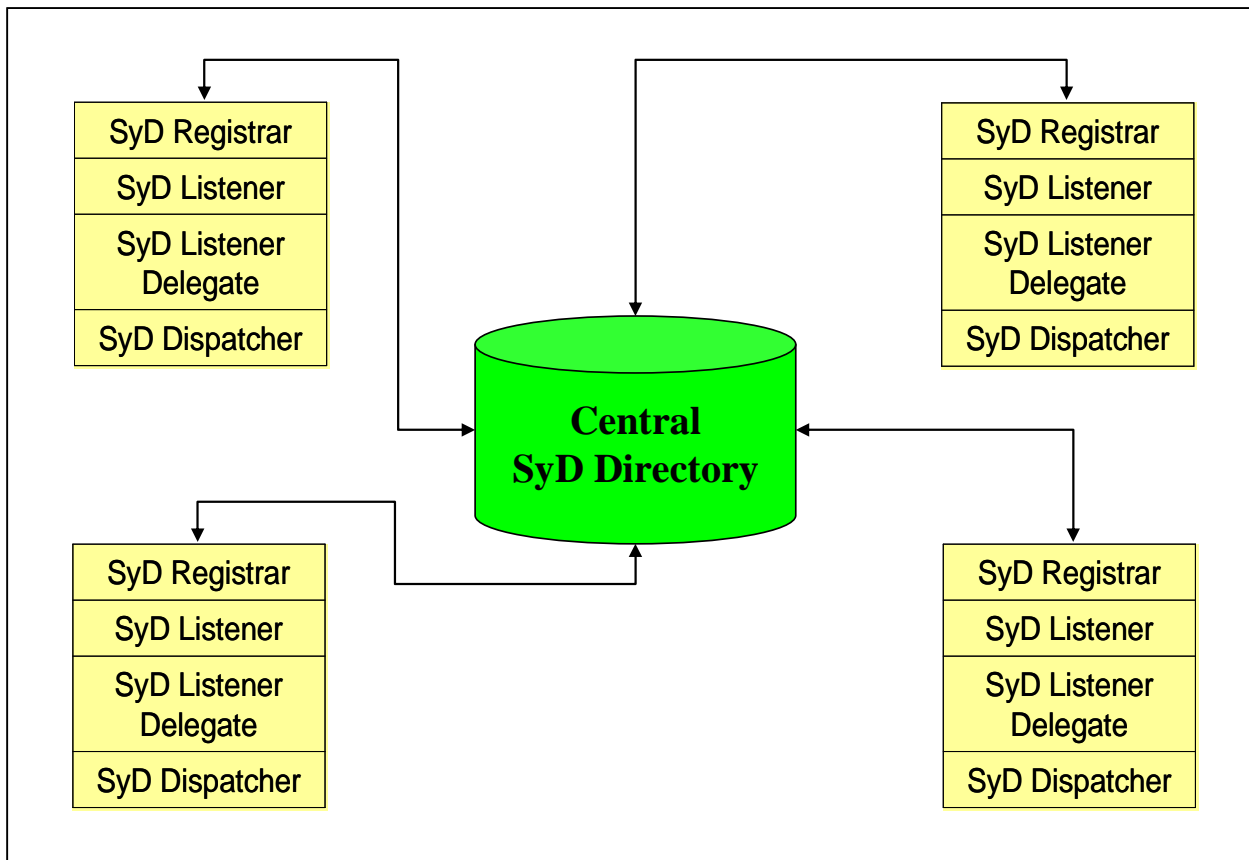 SyD Registrar
SyD Listener
SyD Listener
Delegate
SyD Dispatcher
SyD Registrar
SyD Listener
SyD Listener
Delegate
SyD Dispatcher
Central
SyD Directory
SyD Registrar
SyD Listener
SyD Listener
Delegate
SyD Dispatcher
SyD Registrar
SyD Listener
SyD Listener
Delegate
SyD Dispatcher